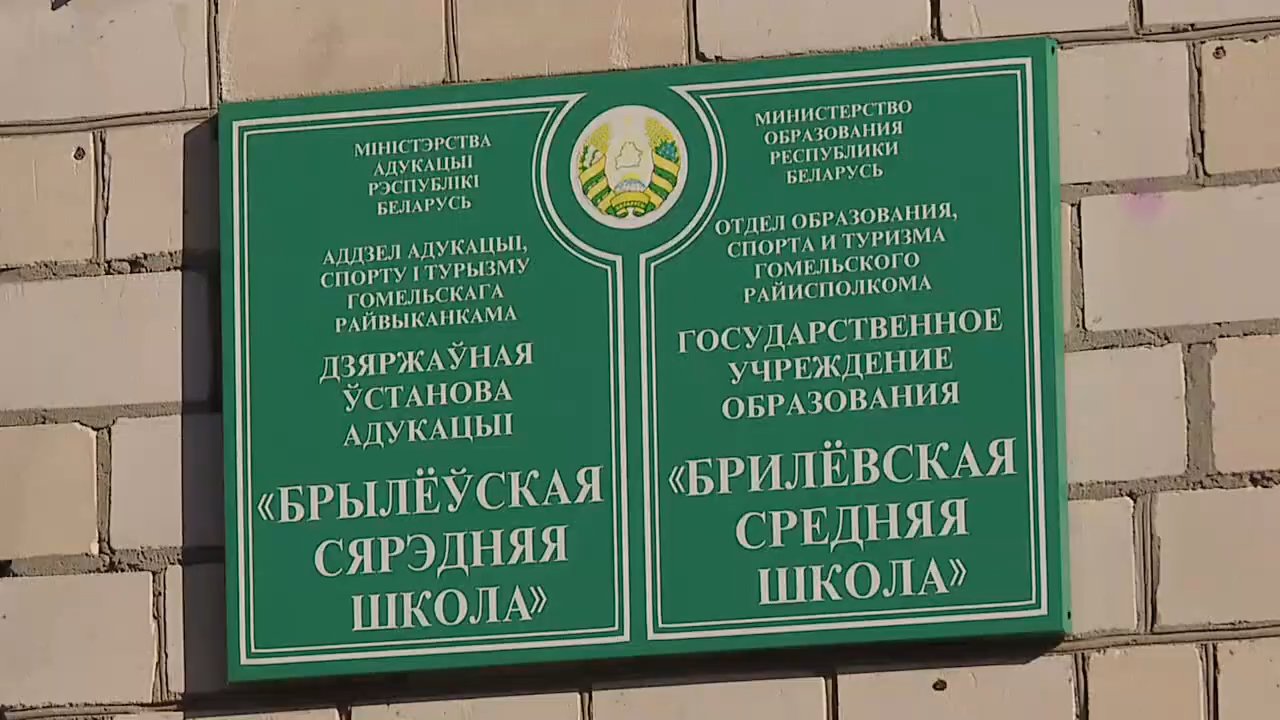 МІНІСТЭРСТВА
АДУКАЦЫІ
РЭСПУБЛІКІ
БЕЛАРУСЬ
АДДЗЕЛ АДУКАЦЫІ,
СПОРТУ І ТУРЫЗМУ
ГОМЕЛЬСКАГА
РАЙВЫКАНКАМА
ДЗЯРЖАЎНАЯ
ЎСТАНОВА
АДУКАЦЫІ
«БРЫЛЁЎСКАЯ
СЯРЭДНЯЯ
ШКОЛА»
МИНИСТЕРСТВО
ОБРАЗОВАНИЯ
РЕСПУБЛИКИ
БЕЛАРУСЬ
ОТДЕЛ ОБРАЗОВАНИЯ,
СПОРТА И ТУРИЗМА
ГОМЕЛЬСКОГО
РАЙИСПОЛКОМА
ГОСУДАРСТВЕННОЕ
УЧРЕЖДЕНИЕ
ОБРАЗОВАНИЯ
«БРИЛЁВСКАЯ
СРЕДНЯЯ
ШКОЛА»